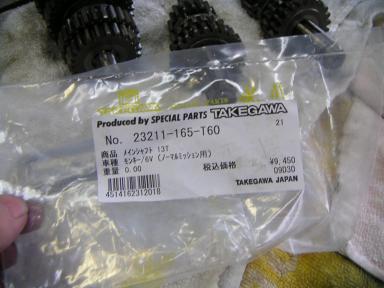 Produced by SPECIAL PARTS TAKEGAWA
No. 23211-165-T60 21
商品 メインシャフト 13T
車種 モンキー/6V (ノーマルミッション用)
重量 0.00 税込価格 ¥9,450
09D30
4514162312018 TAKEGAWA JAPAN